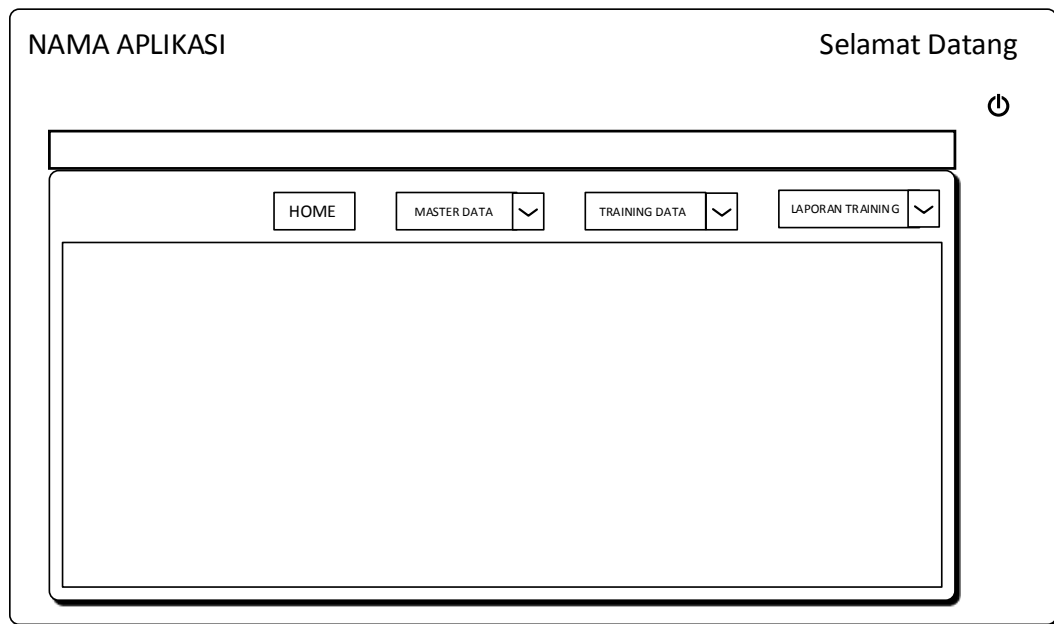 NAMA APLIKASI
Selamat Datang
HOME
MASTER DATA
TRAINING DATA
LAPORAN TRAINING